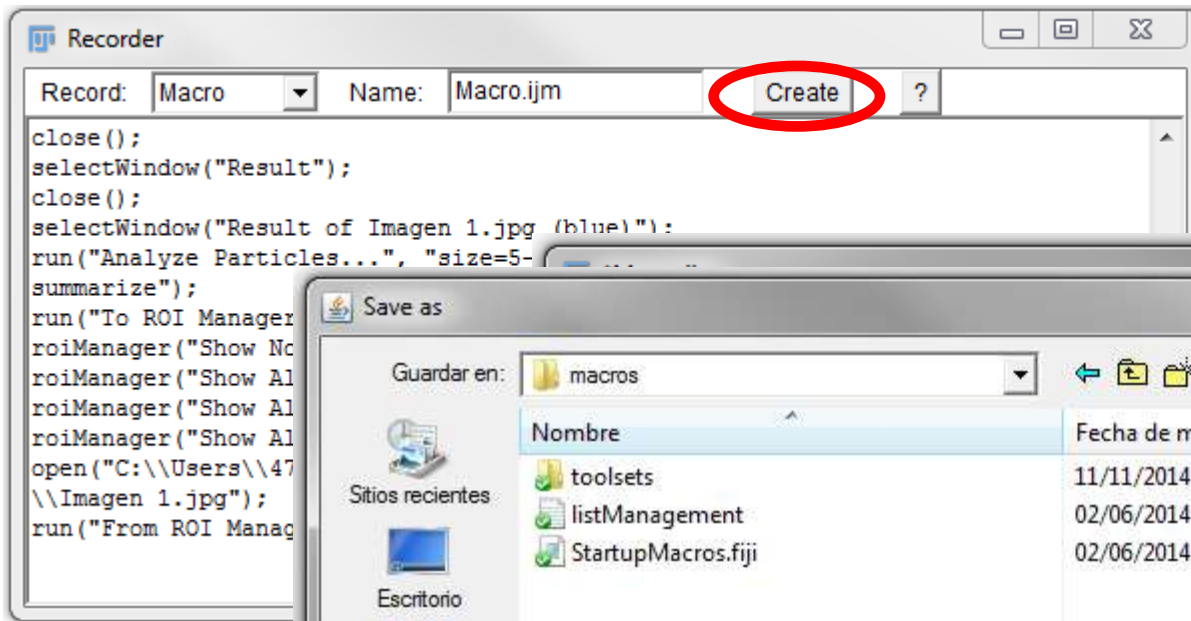 Recorder
Record: Macro Name: Macro.ijm Create ?
close();
selectWindow("Result");
close();
selectWindow("Result of Imagen 1.jpg (blue)");
run("Analyze Particles...", "size=5-
summarize");
run("To ROI Manager
roiManager("Show No
roiManager("Show Al
roiManager("Show Al
roiManager("Show Al
open("C:\\Users\\47
\\Imagen 1.jpg");
run("From ROI Manag
Save as
Guardar en: macros
Nombre Fecha de m
Sitios recientes
Escritorio
toolsets 11/11/2014
listManagement 02/06/2014
StartupMacros.fiji 02/06/2014